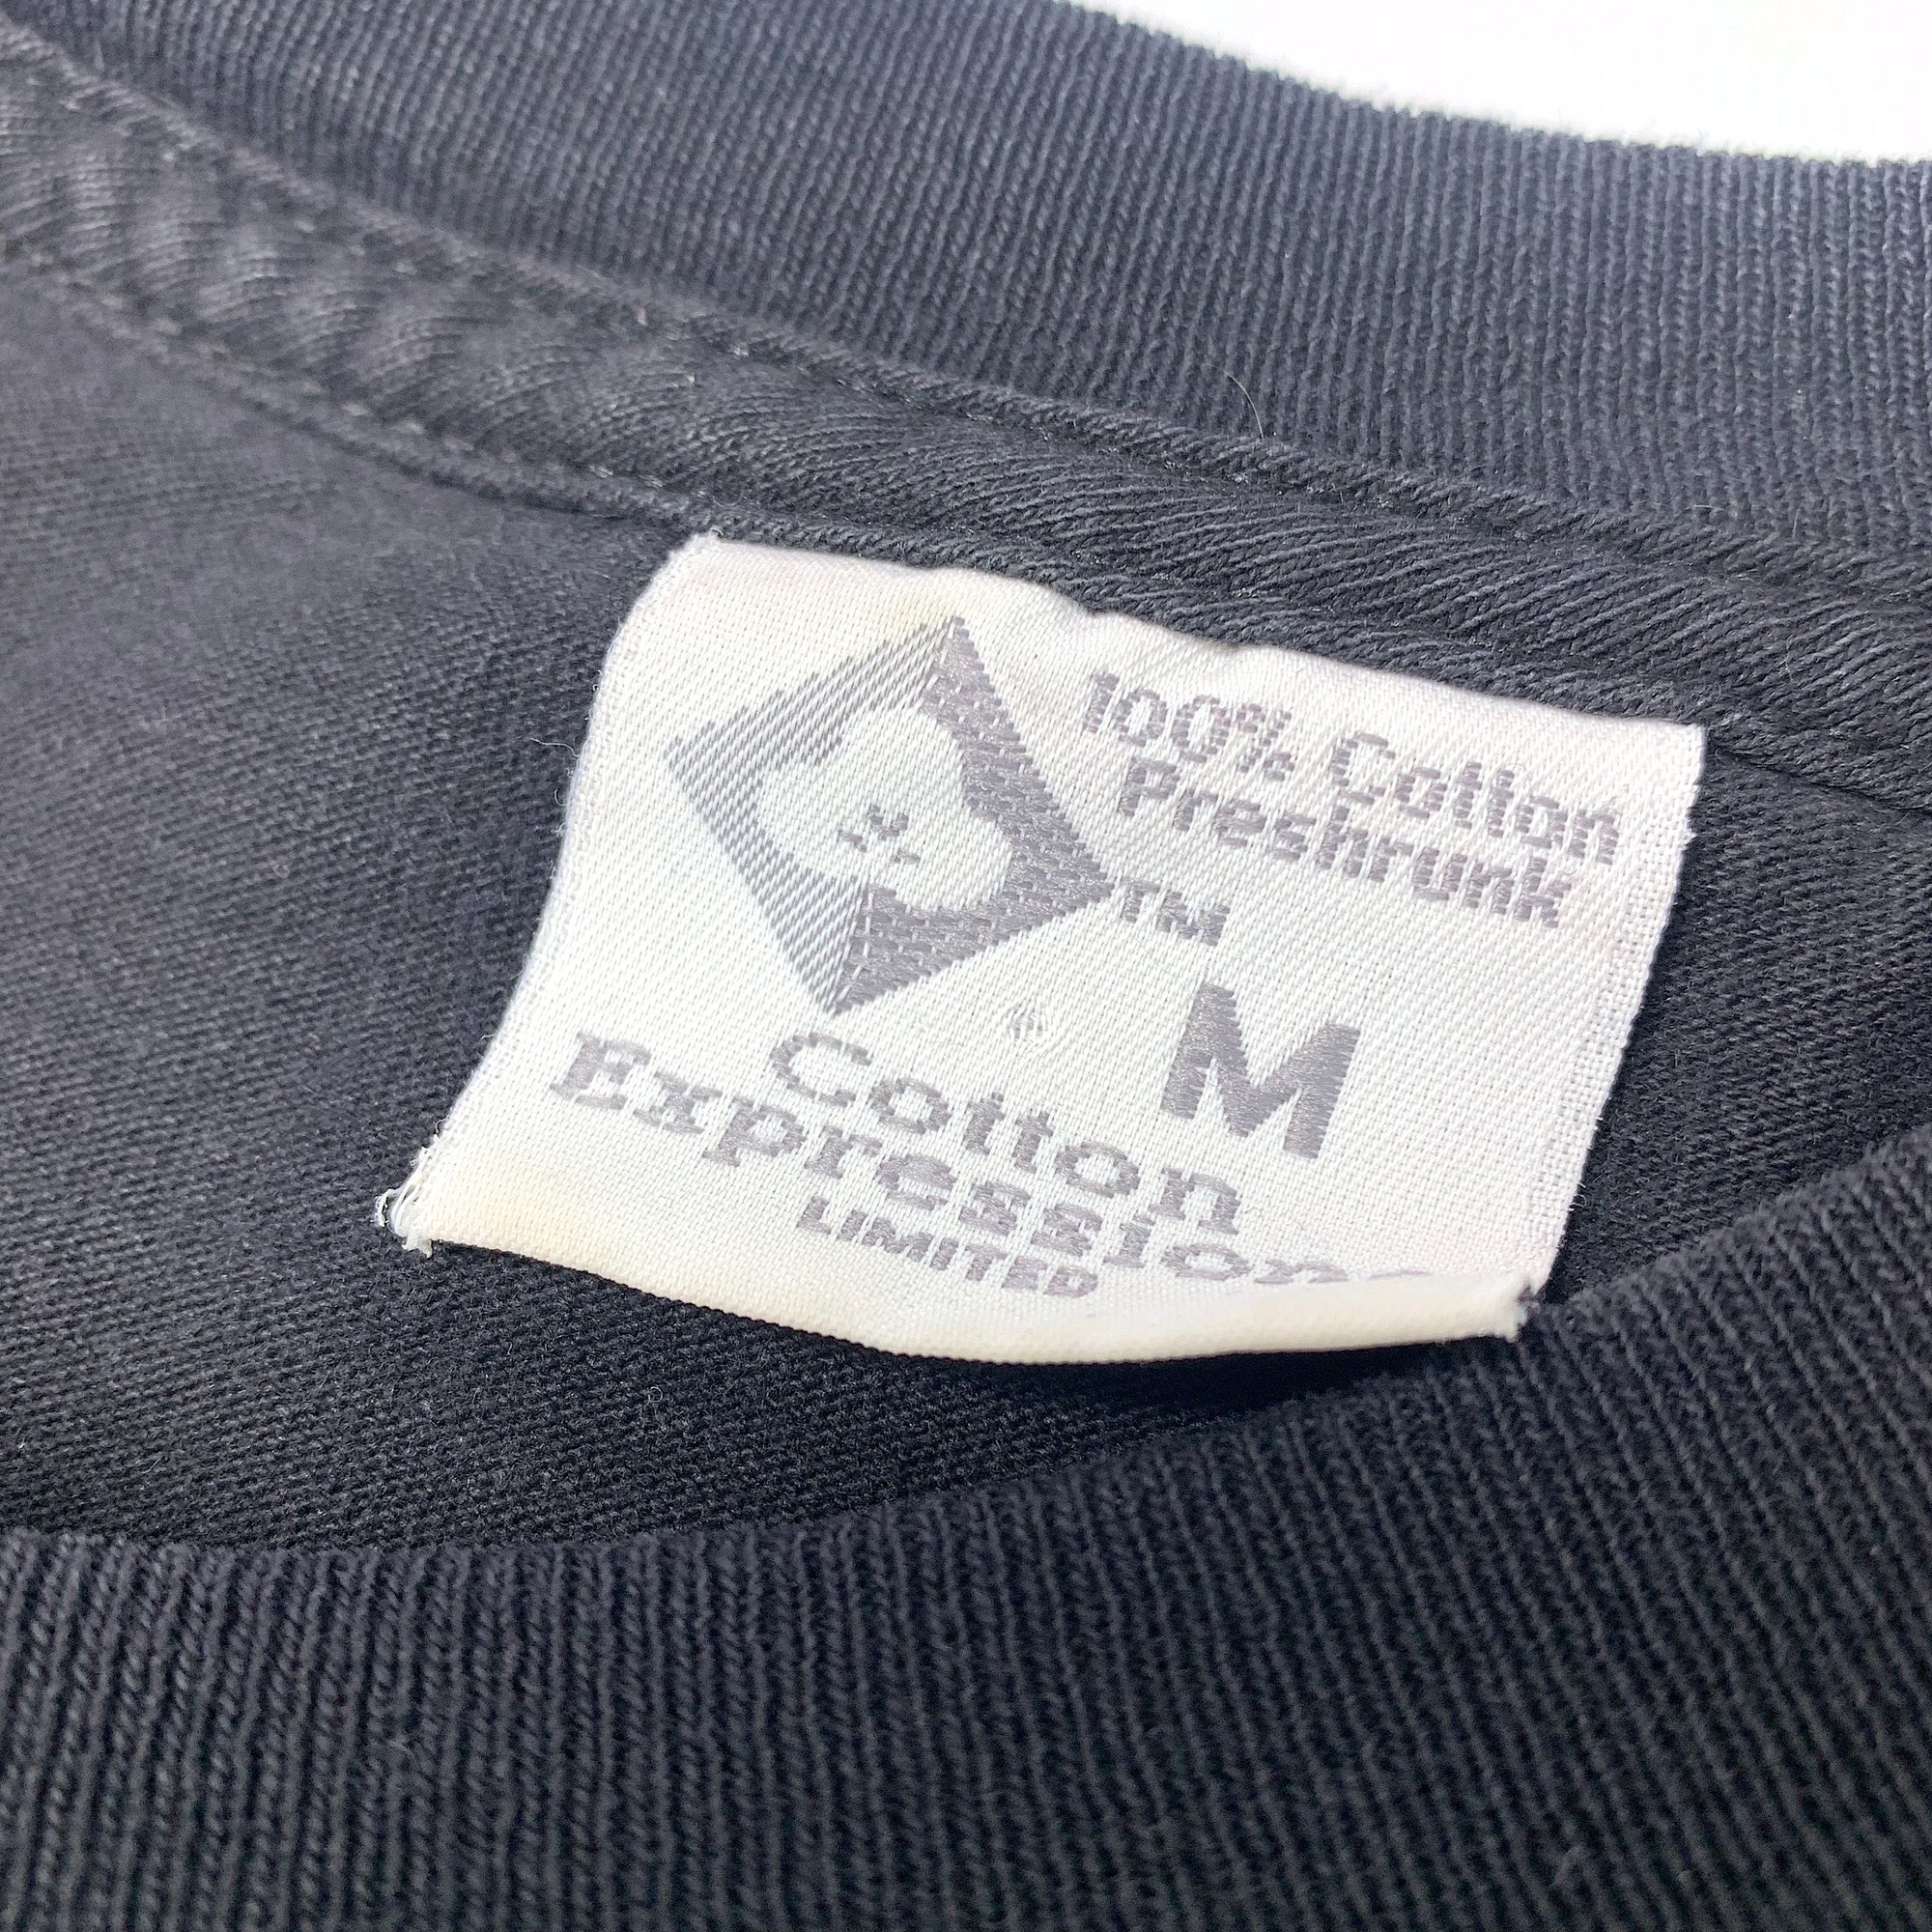 100% Cotton
Preshrunk
TM
M
Cotton
Expressions
LIMITED